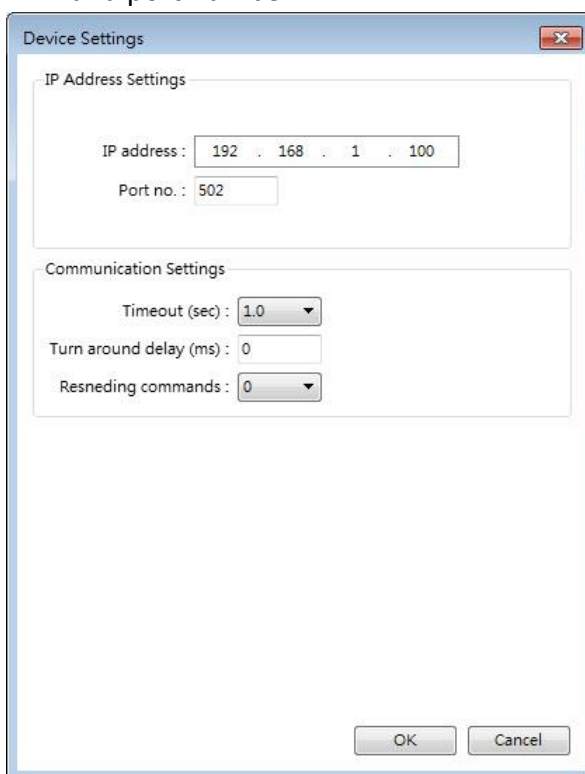 Device Settings
IP Address Settings
IP address : 192 . 168 . 1 . 100
Port no. : 502
Communication Settings
Timeout (sec) : 1.0
Turn around delay (ms) : 0
Resneding commands : 0
OK Cancel